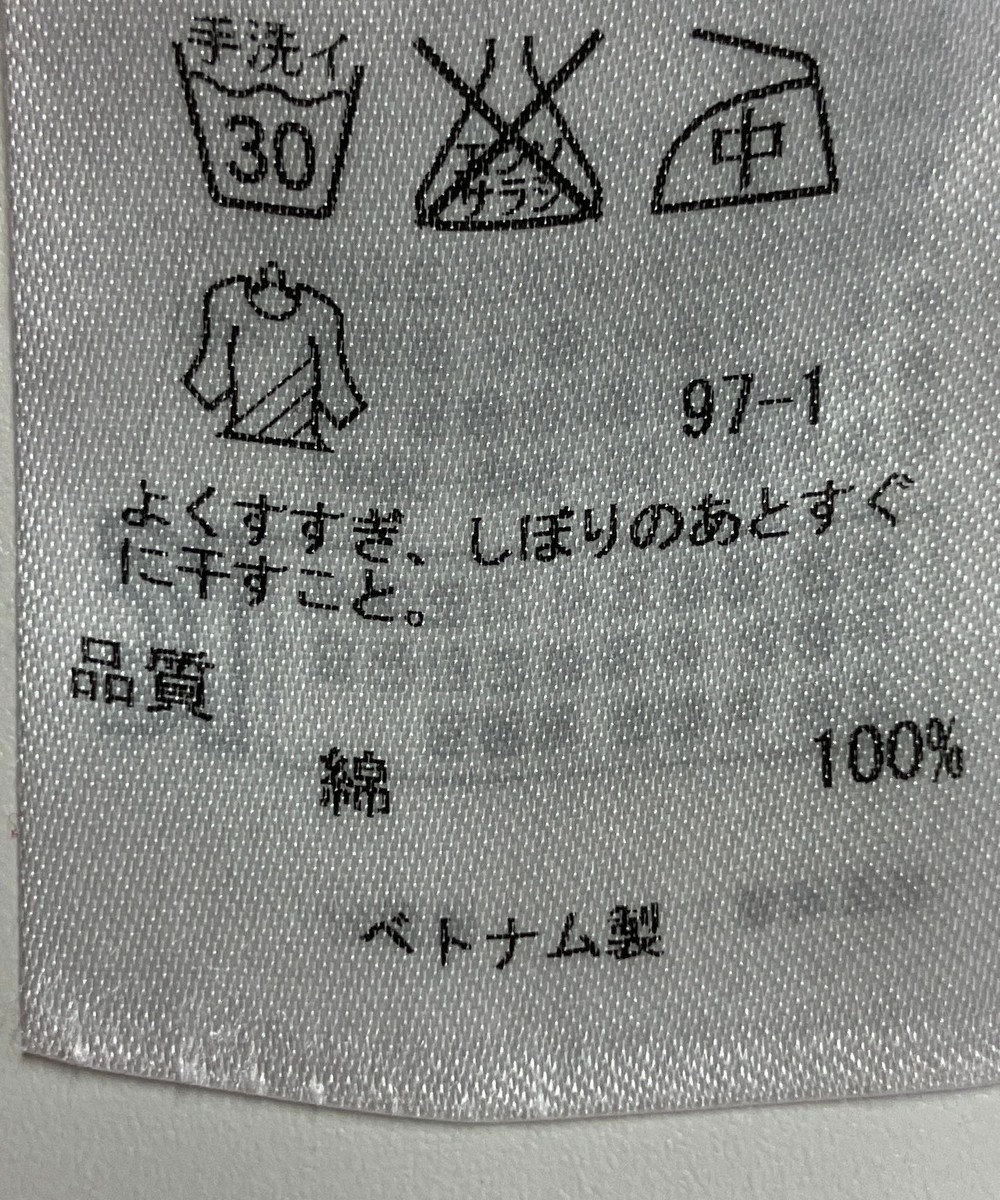 手洗イ
30
エンソ
サラシ
中
97-1
よくすすぎ、しぼりのあとすぐ
に干すこと。
品質
綿 100%
ベトナム製